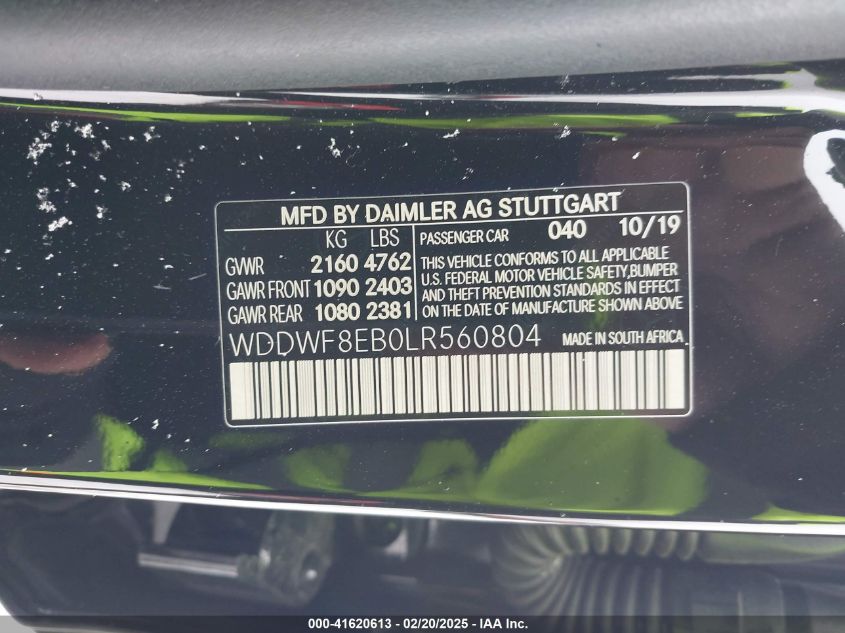 MFD BY DAIMLER AG STUTTGART
KG LBS
GWWR 2160 4762
GAWR FRONT 1090 2403
GAWR REAR 1080 2381
PASSENGER CAR 040 10/19
THIS VEHICLE CONFORMS TO ALL APPLICABLE
U.S. FEDERAL MOTOR VEHICLE SAFETY,BUMPER
AND THEFT PREVENTION STANDARDS IN EFFECT
ON THE DATE OF MANUFACTURE SHOWN ABOVE
WDDWF8EB0LR560804 MADE IN SOUTH AFRICA
000-41620613 - 02/20/2025 - IAA Inc.